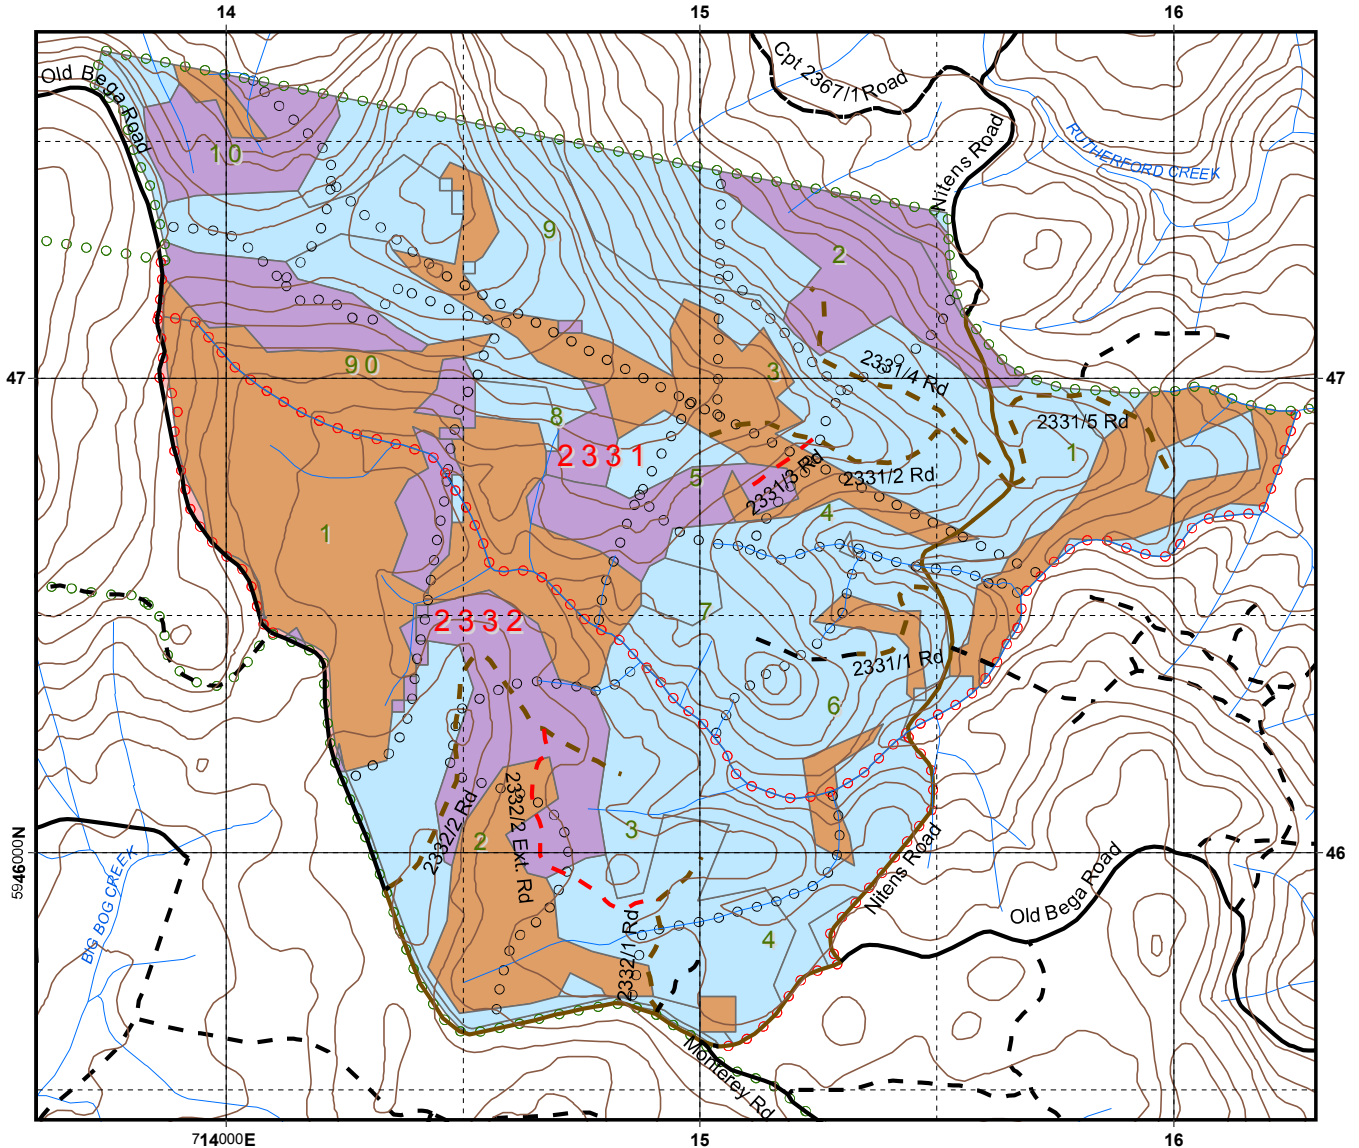 14 15 16
Old Bega Road
Cpt 2367/1 Road
RUTHERFORD CREEK
Nitens Road
10
9
2
47 47
90
3
2331/4 Rd
8
2331/5 Rd
1
2331
5
2331/3 Rd
2331/2 Rd
4
1
7
2332
2331/1 Rd
6
2332/2 Rd
2332/2 Ext. Rd
2
3
46
5946000N
Nitens Road
Old Bega Road
BIG BOG CREEK
4
2332/1 Rd
Monterey Rd
714000E 15 16